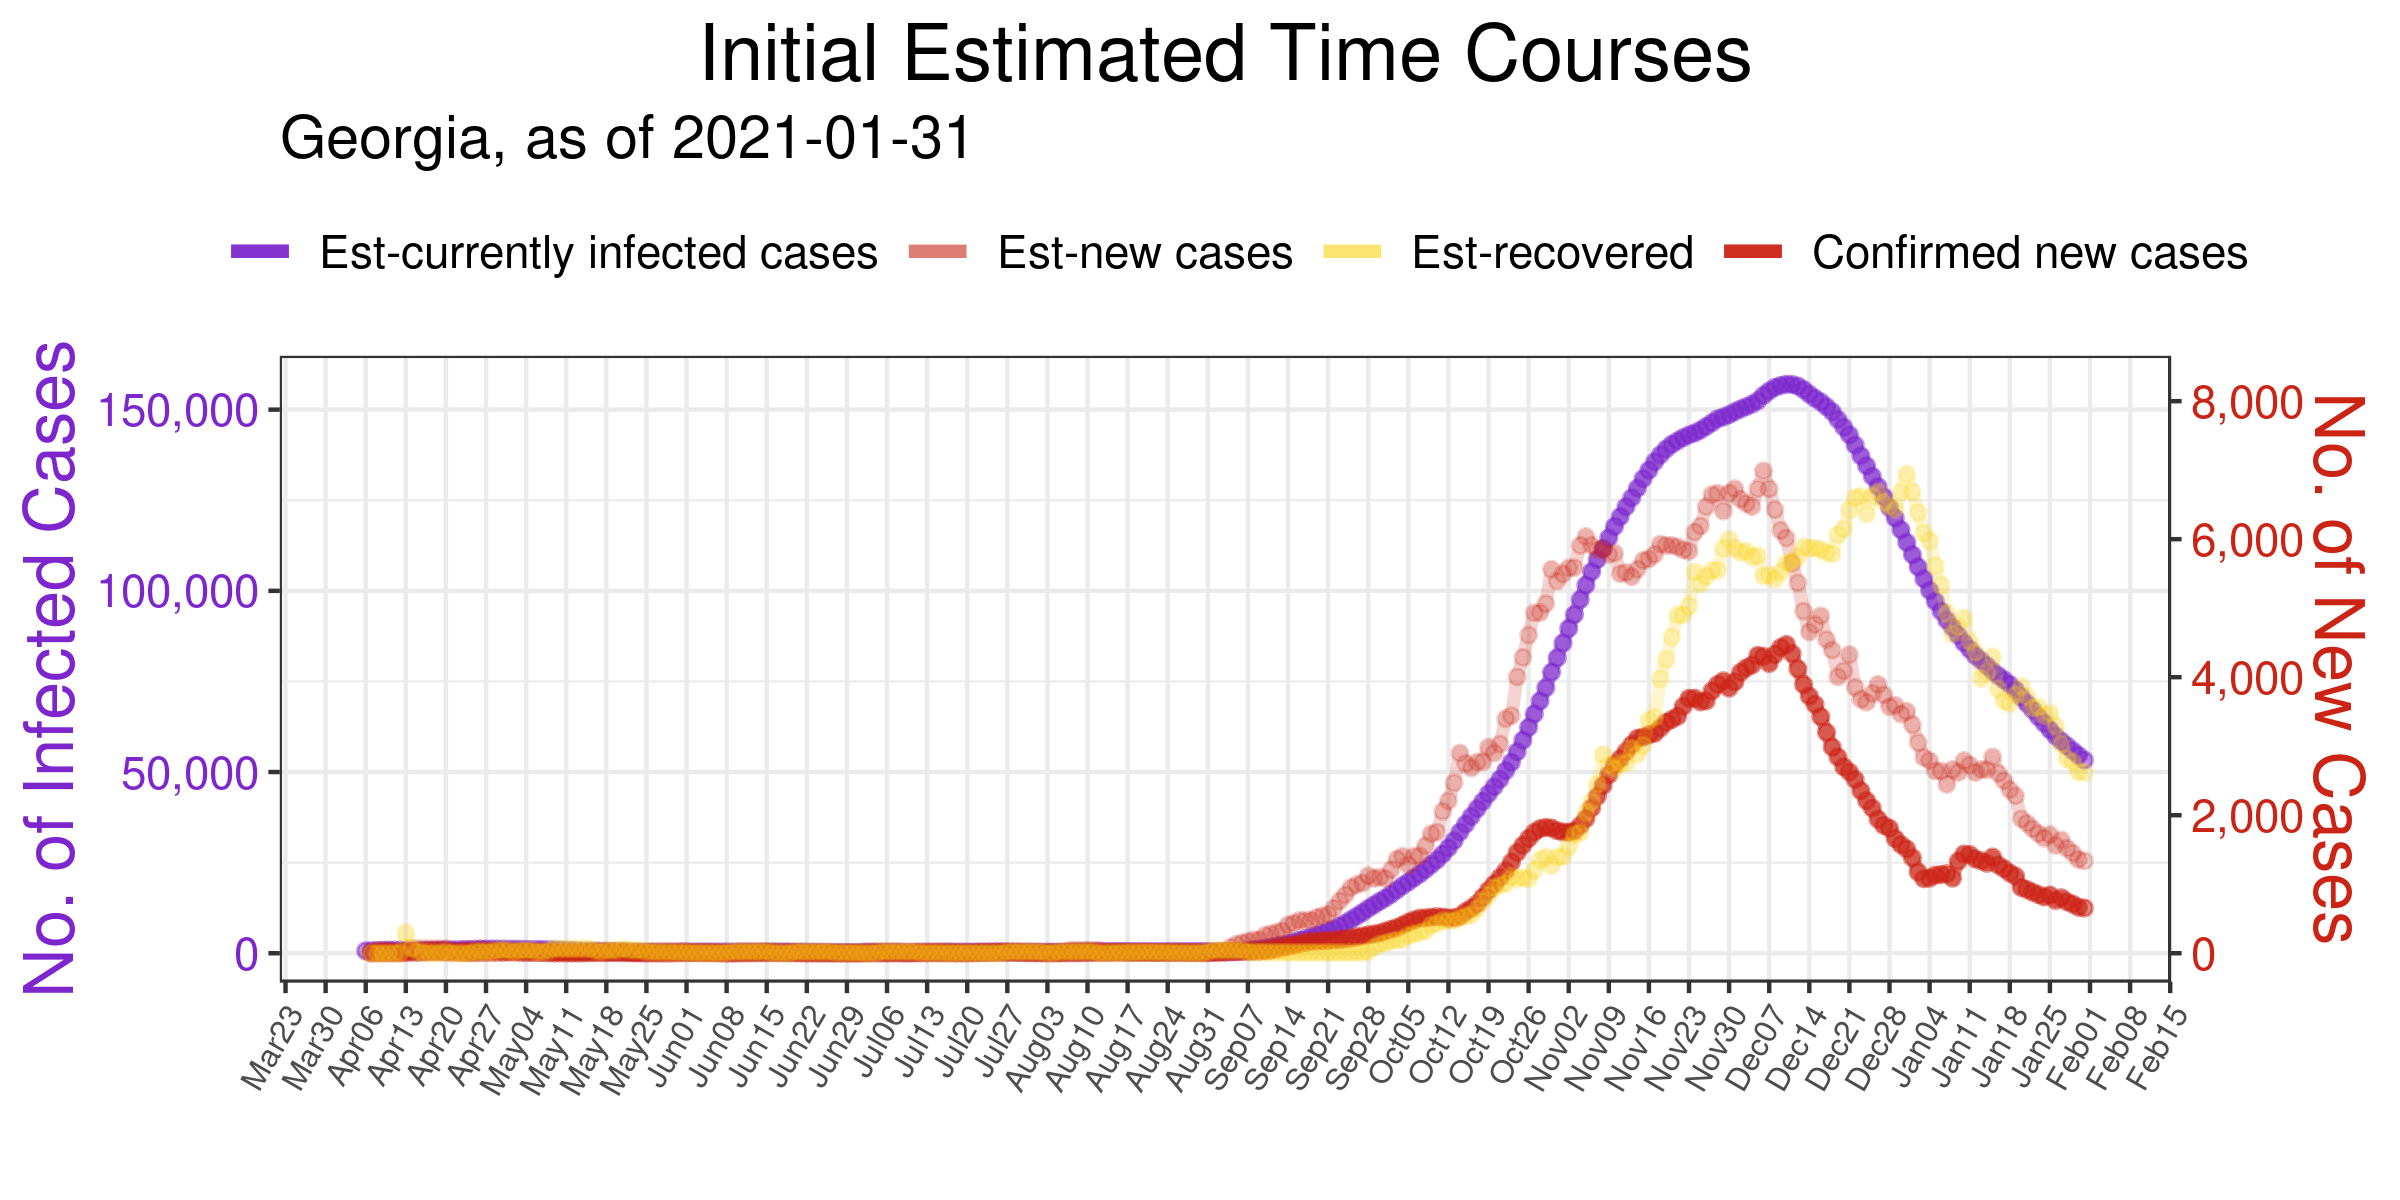 Initial Estimated Time Courses
Georgia, as of 2021-01-31
Est-currently infected cases Est-new cases Est-recovered Confirmed new cases
No. of Infected Cases
150,000
100,000
50,000
0
8,000
6,000
4,000
2,000
0
No. of New Cases
Mar23 Mar30 Apr06 Apr13 Apr20 Apr27 May04 May11 May18 May25 Jun01 Jun08 Jun15 Jun22 Jun29 Jul06 Jul13 Jul20 Jul27 Aug03 Aug10 Aug17 Aug24 Aug31 Sep07 Sep14 Sep21 Sep28 Oct05 Oct12 Oct19 Oct26 Nov02 Nov09 Nov16 Nov23 Nov30 Dec07 Dec14 Dec21 Dec28 Jan04 Jan11 Jan18 Jan25 Feb01 Feb08 Feb15